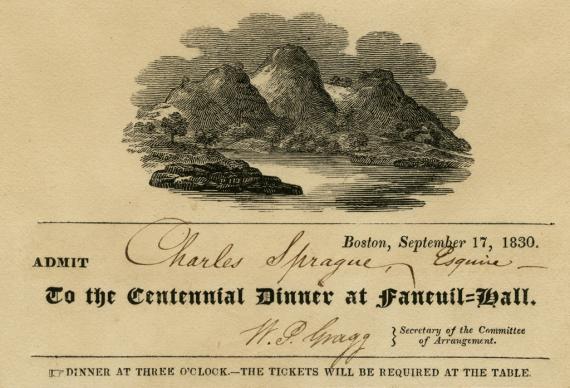 Boston, September 17, 1830.
ADMIT Charles Sprague, Esquire
To the Centennial Dinner at Faneuil=Hall.
W. P. Gragg } Secretary of the Committee
of Arrangement.
☞DINNER AT THREE O'CLOCK.—THE TICKETS WILL BE REQUIRED AT THE TABLE.